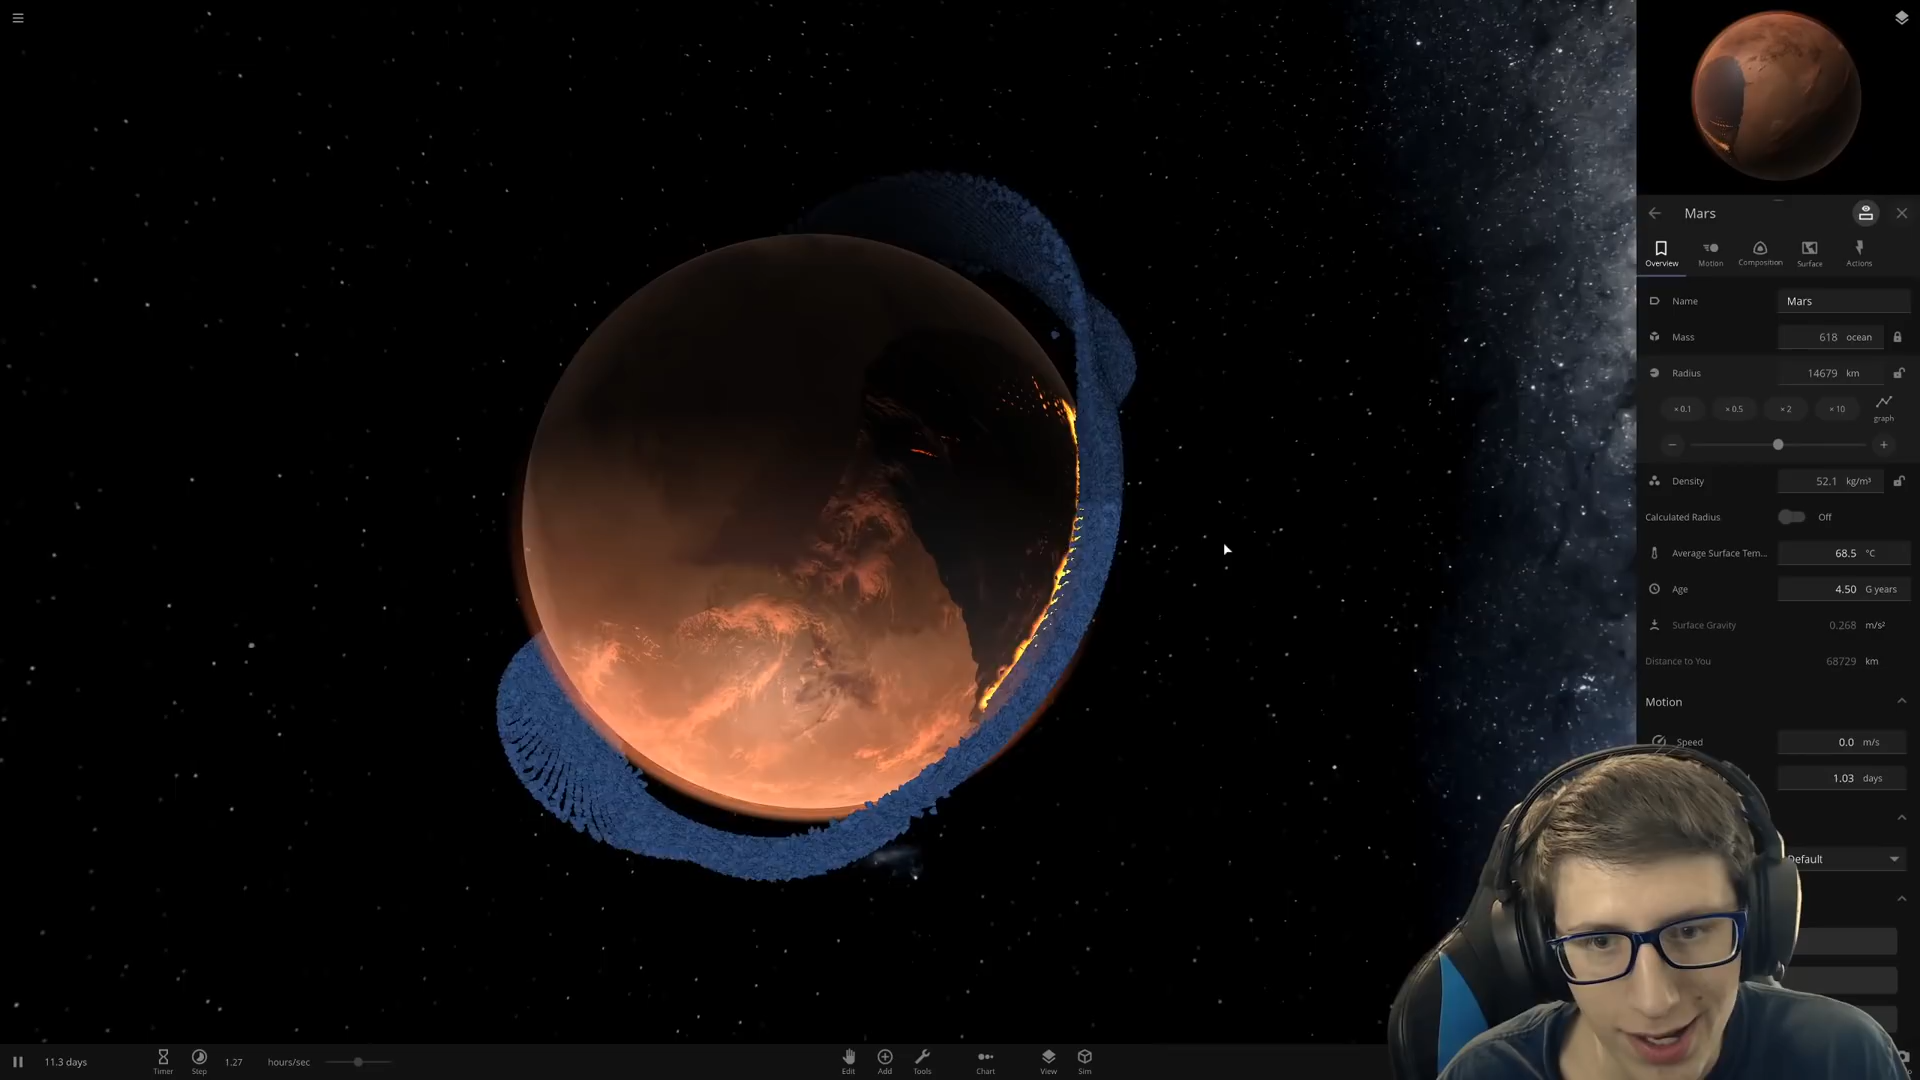 Mars
Overview
Motion
Composition
Surface
Actions
Name Mars
Mass 618 ocean
Radius 14679 km
× 0.1 × 0.5 × 2 × 10 graph
Density 52.1 kg/m³
Calculated Radius Off
Average Surface Tem... 68.5 °C
Age 4.50 G years
Surface Gravity 0.268 m/s²
Distance to You 68729 km
Motion
Speed 0.0 m/s
1.03 days
Default
11.3 days
Timer
Step
1.27 hours/sec
Edit
Add
Tools
Chart
View
Sim